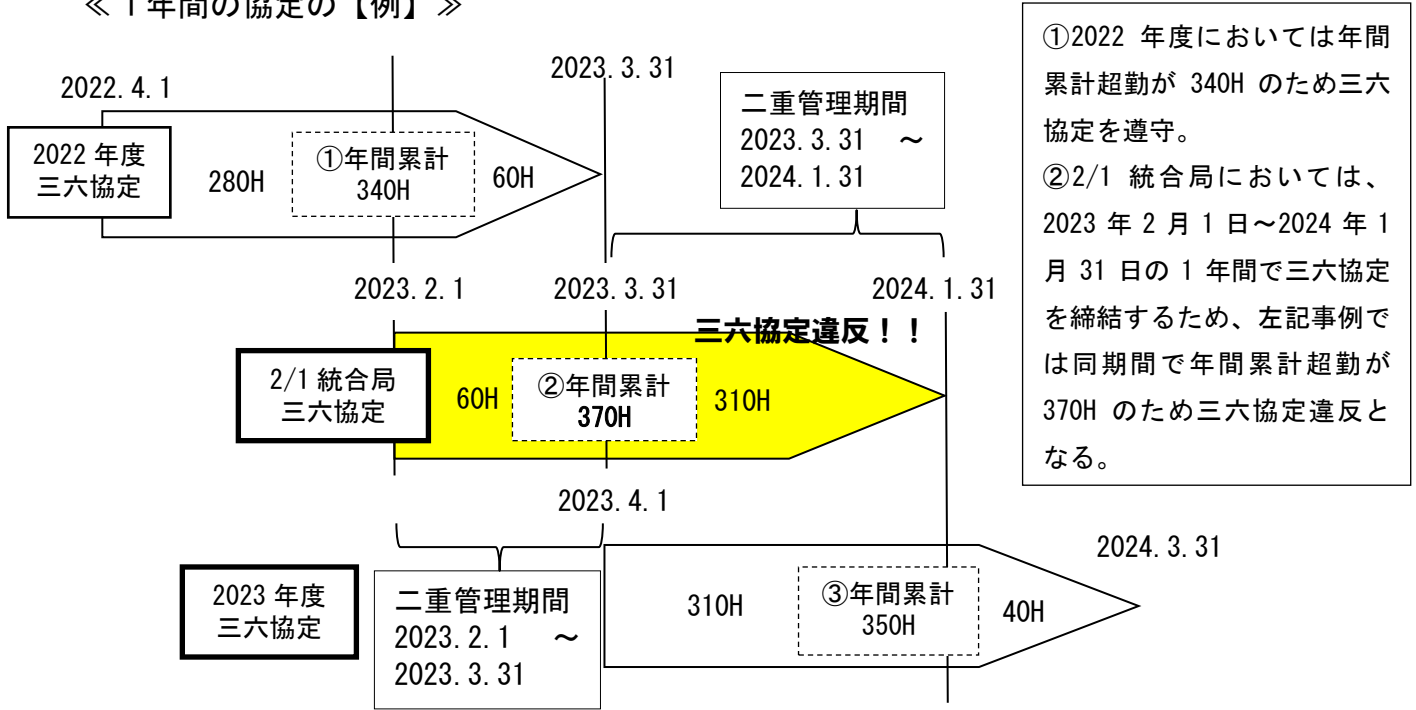 ≪１年間の協定の【例】≫
2022.4.1
2023.3.31
2022 年度
三六協定
280H
①年間累計
340H
60H
二重管理期間
2023.3.31　～
2024.1.31
①2022 年度においては年間
累計超勤が 340H のため三六
協定を遵守。
②2/1 統合局においては、
2023 年 2 月 1 日～2024 年 1
月 31 日の 1 年間で三六協定
を締結するため、左記事例で
は同期間で年間累計超勤が
370H のため三六協定違反と
なる。
2023.2.1
2023.3.31
2024.1.31
三六協定違反！！
2/1 統合局
三六協定
60H
②年間累計
370H
310H
2023.4.1
2024.3.31
2023 年度
三六協定
二重管理期間
2023.2.1　～
2023.3.31
310H
③年間累計
350H
40H